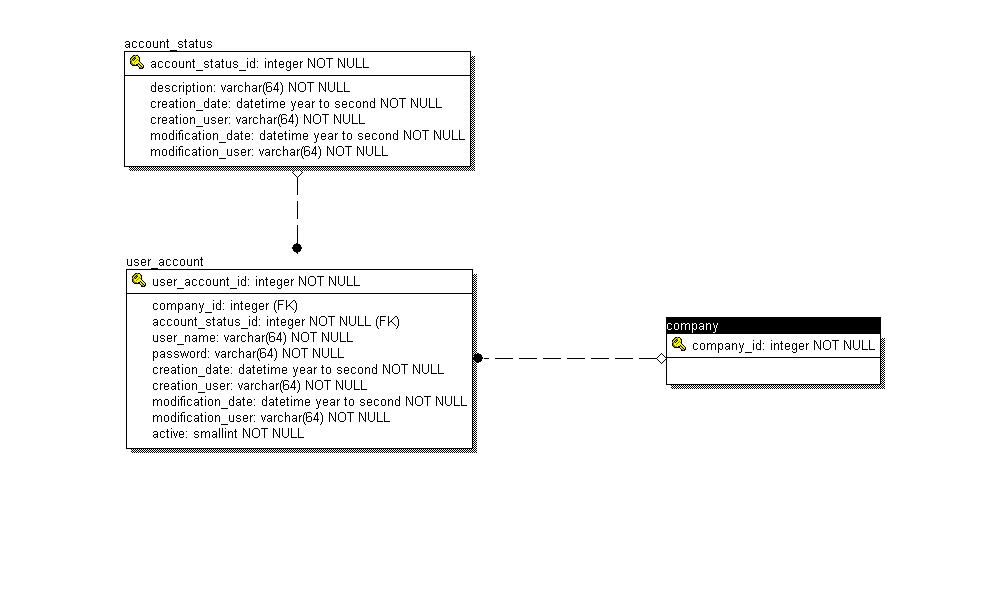 account_status
account_status_id: integer NOT NULL
description: varchar(64) NOT NULL
creation_date: datetime year to second NOT NULL
creation_user: varchar(64) NOT NULL
modification_date: datetime year to second NOT NULL
modification_user: varchar(64) NOT NULL
user_account
user_account_id: integer NOT NULL
company_id: integer (FK)
account_status_id: integer NOT NULL (FK)
user_name: varchar(64) NOT NULL
password: varchar(64) NOT NULL
creation_date: datetime year to second NOT NULL
creation_user: varchar(64) NOT NULL
modification_date: datetime year to second NOT NULL
modification_user: varchar(64) NOT NULL
active: smallint NOT NULL
company
company_id: integer NOT NULL